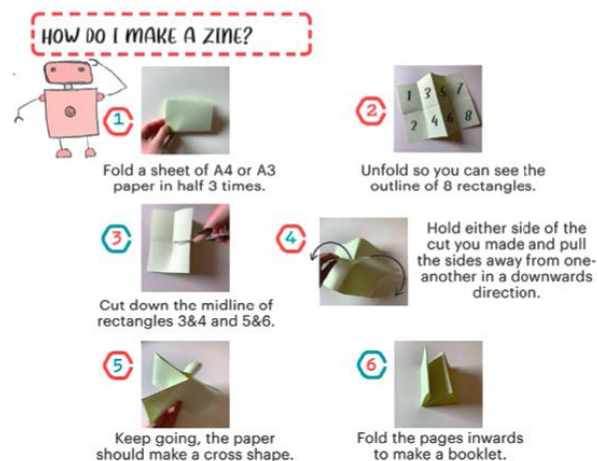 HOW DO I MAKE A ZINE?
1
Fold a sheet of A4 or A3
paper in half 3 times.
2
1 3 5 7
2 4 6 8
Unfold so you can see the
outline of 8 rectangles.
3
Cut down the midline of
rectangles 3&4 and 5&6.
4
Hold either side of the
cut you made and pull
the sides away from one-
another in a downwards
direction.
5
Keep going, the paper
should make a cross shape.
6
Fold the pages inwards
to make a booklet.